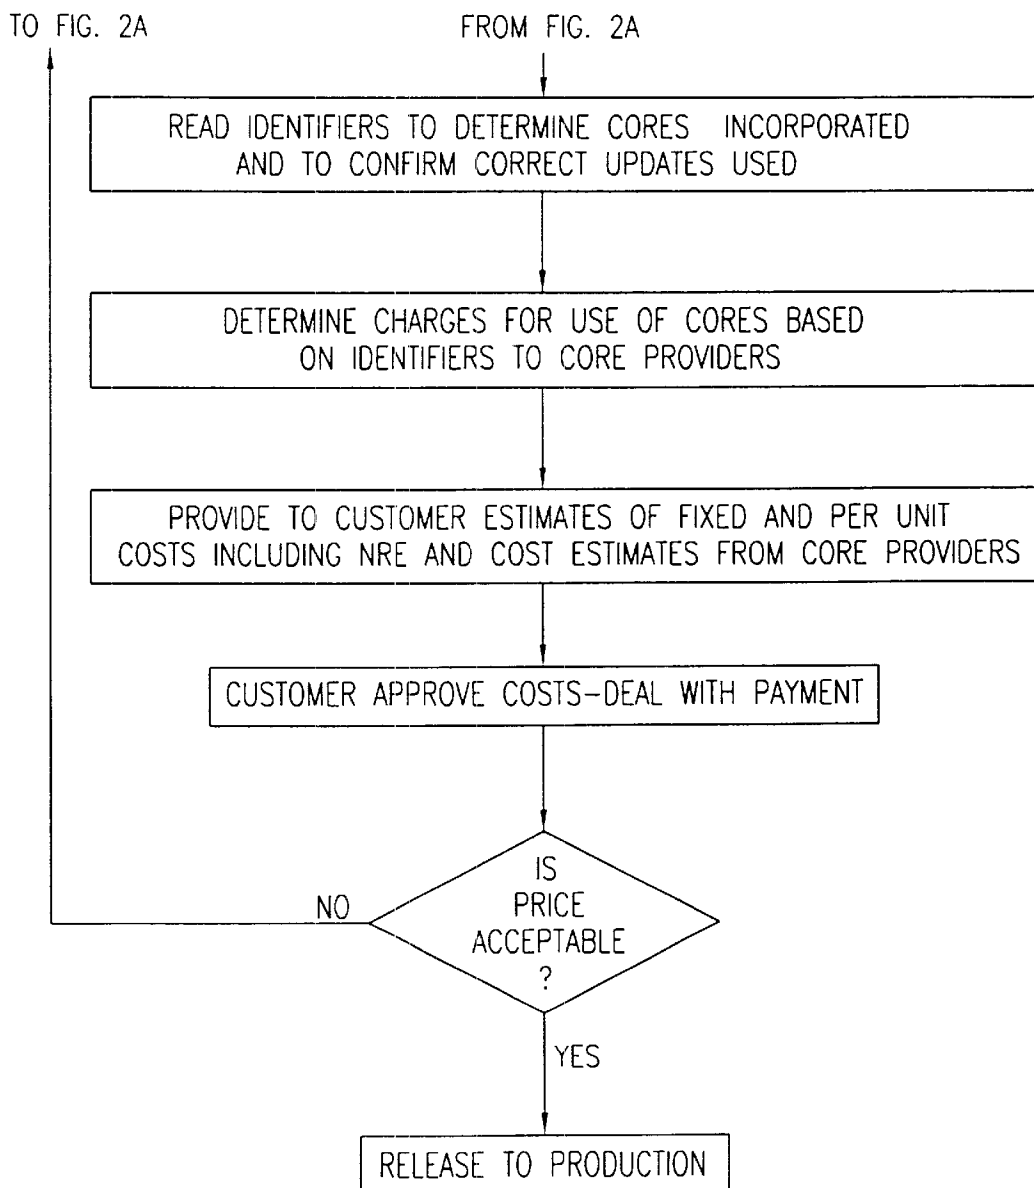 TO FIG. 2A
FROM FIG. 2A
READ IDENTIFIERS TO DETERMINE CORES INCORPORATED
AND TO CONFIRM CORRECT UPDATES USED
DETERMINE CHARGES FOR USE OF CORES BASED
ON IDENTIFIERS TO CORE PROVIDERS
PROVIDE TO CUSTOMER ESTIMATES OF FIXED AND PER UNIT
COSTS INCLUDING NRE AND COST ESTIMATES FROM CORE PROVIDERS
CUSTOMER APPROVE COSTS-DEAL WITH PAYMENT
IS
PRICE
ACCEPTABLE
?
NO
YES
RELEASE TO PRODUCTION